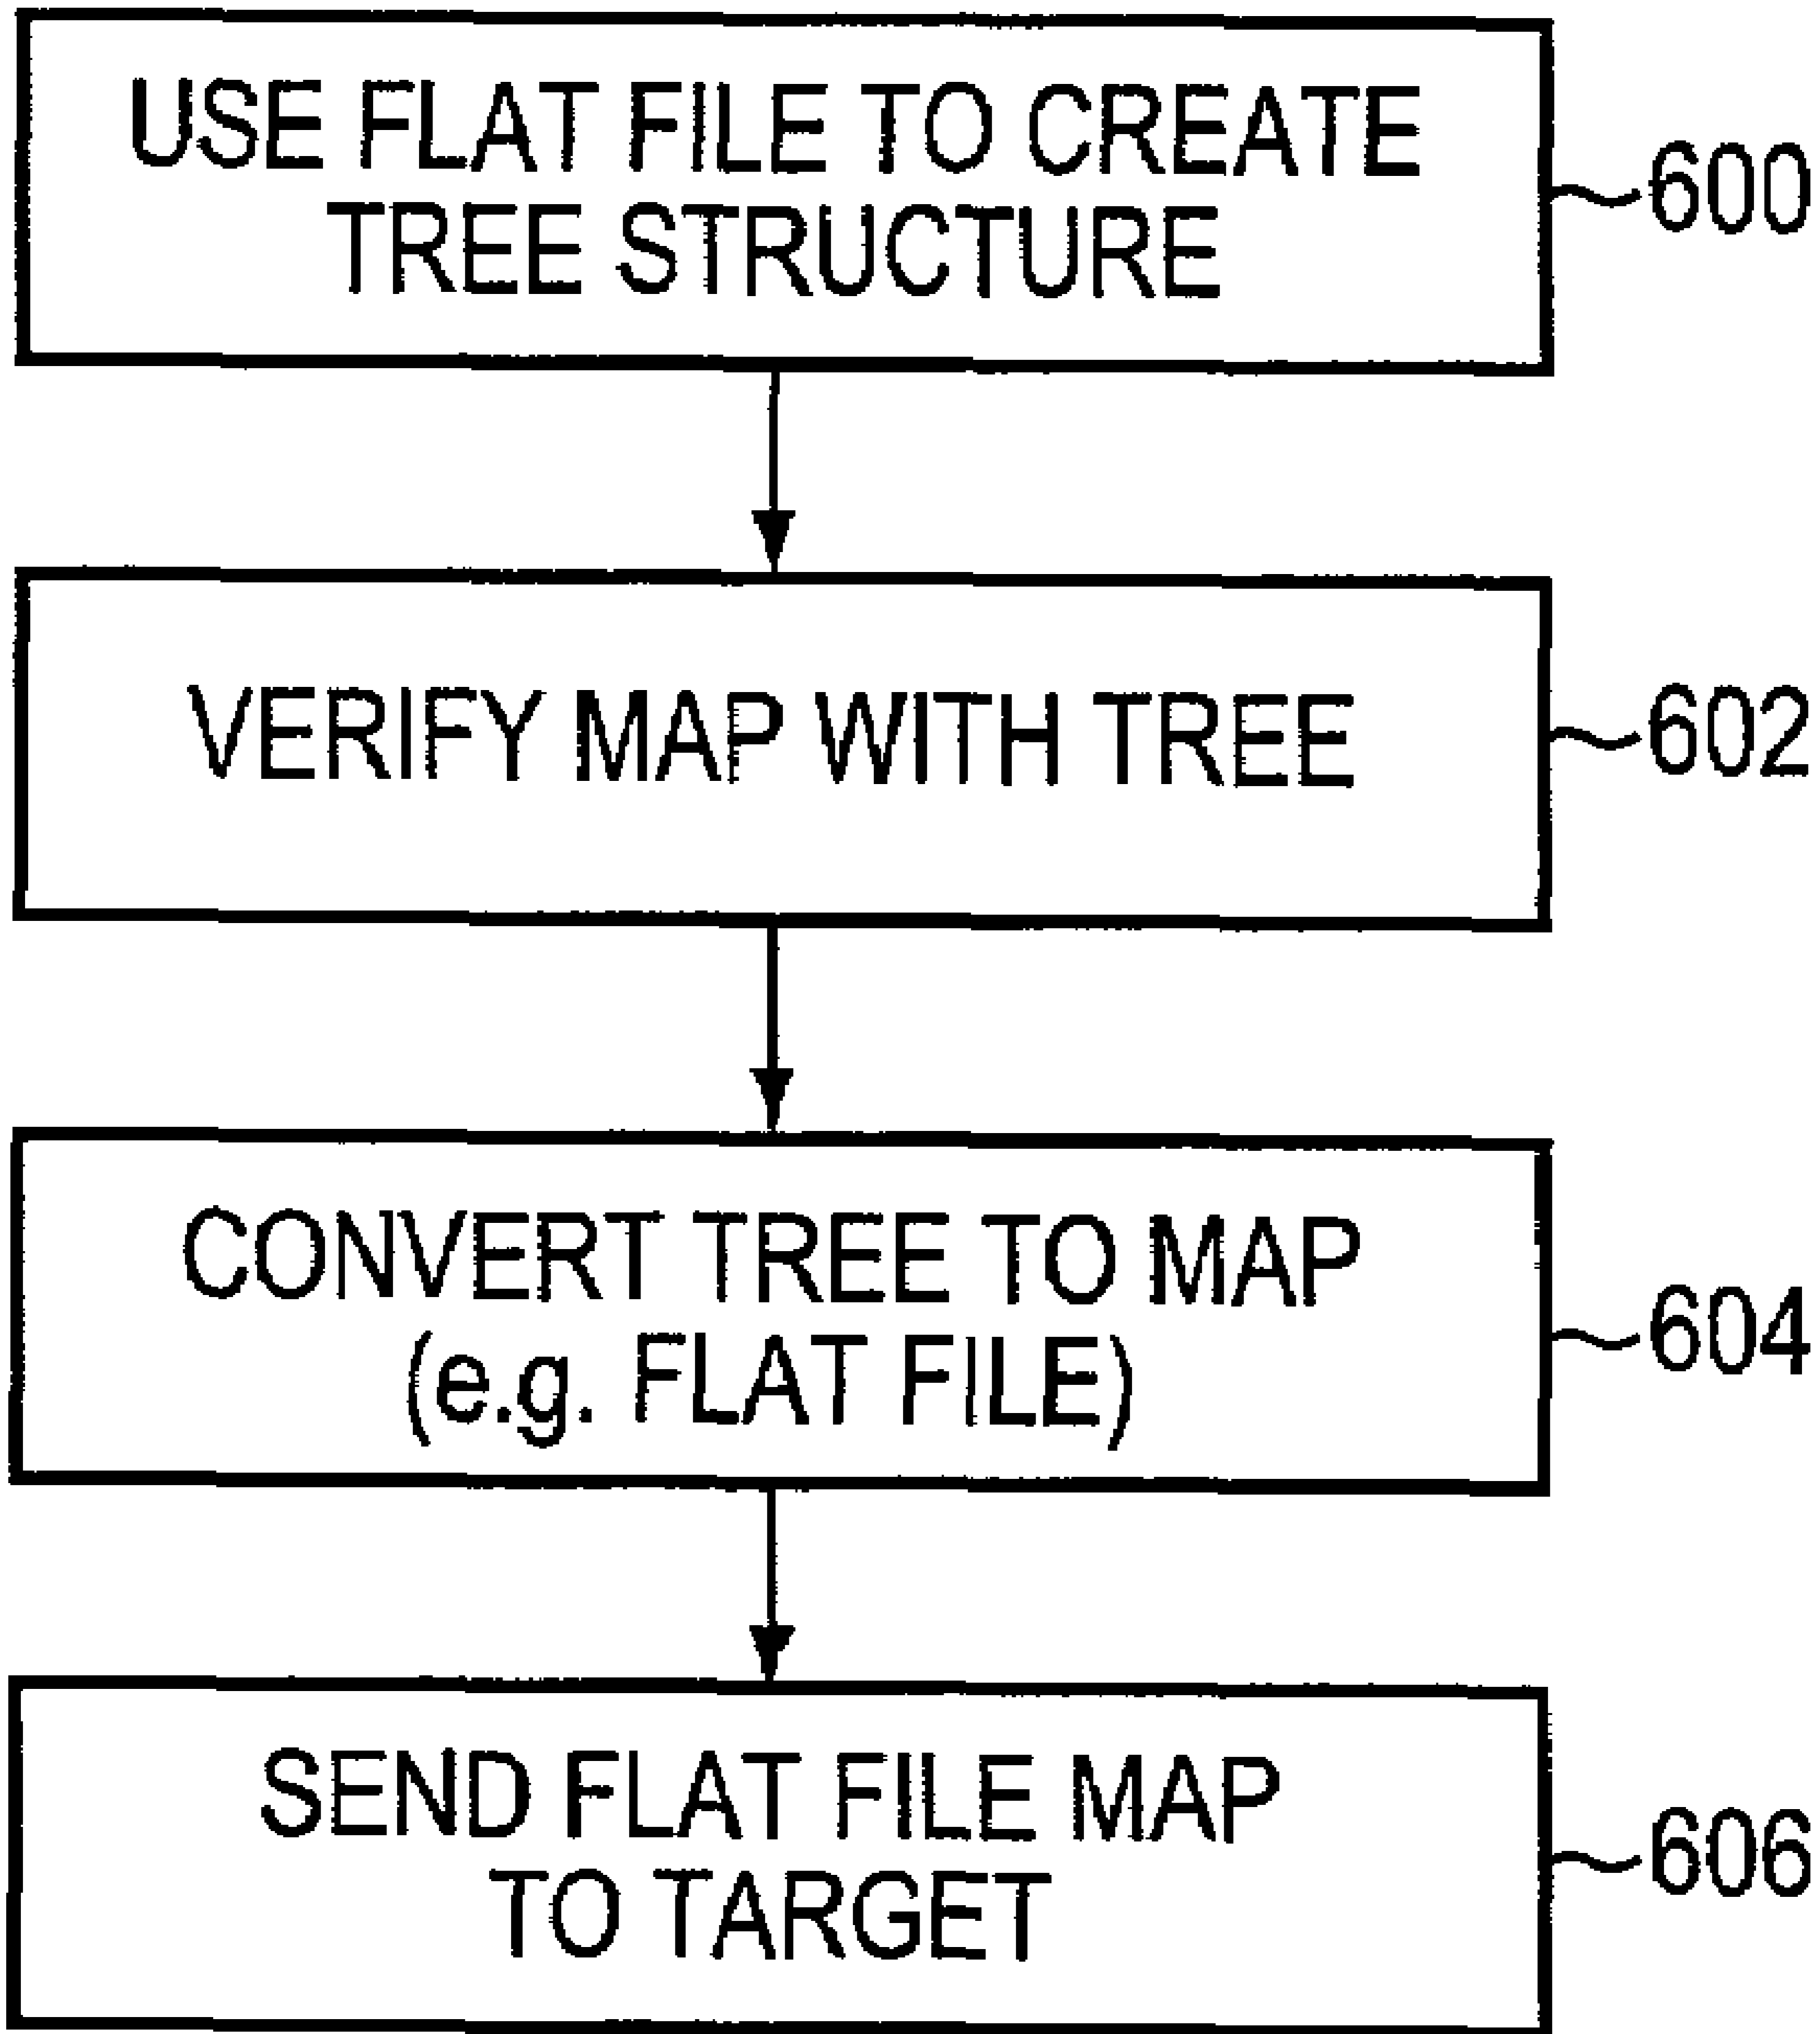 USE FLAT FILE TO CREATE
TREE STRUCTURE
600
VERIFY MAP WITH TREE
602
CONVERT TREE TO MAP
(e.g. FLAT FILE)
604
SEND FLAT FILE MAP
TO TARGET
606